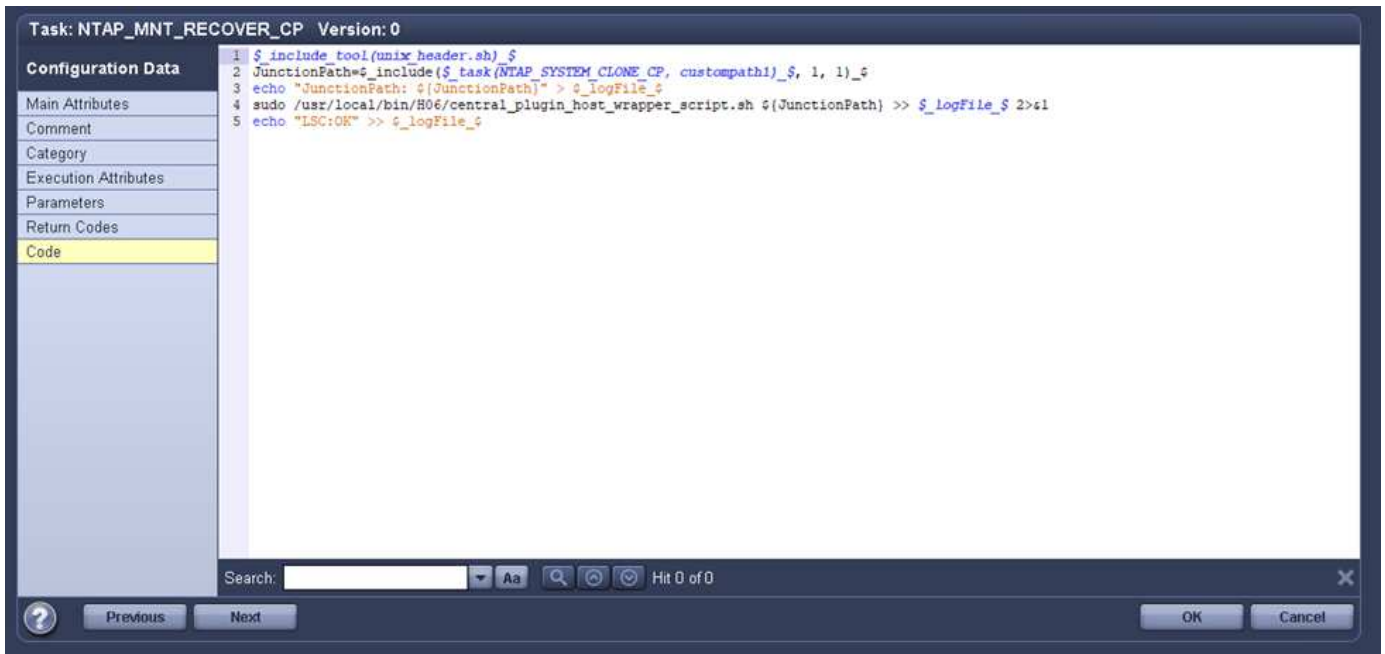 Task: NTAP_MNT_RECOVER_CP Version: 0
Configuration Data
Main Attributes
Comment
Category
Execution Attributes
Parameters
Return Codes
Code
1 $_include_tool(unix_header.sh)_$
2 JunctionPath=$_include($_task(NTAP_SYSTEM_CLONE_CP, custompath1)_$, 1, 1)_$
3 echo "JunctionPath: ${JunctionPath}" > $_logFile_$
4 sudo /usr/local/bin/H06/central_plugin_host_wrapper_script.sh ${JunctionPath} >> $_logFile_$ 2>&1
5 echo "LSC:OK" >> $_logFile_$
Search: Aa Hit 0 of 0
? Previous Next OK Cancel